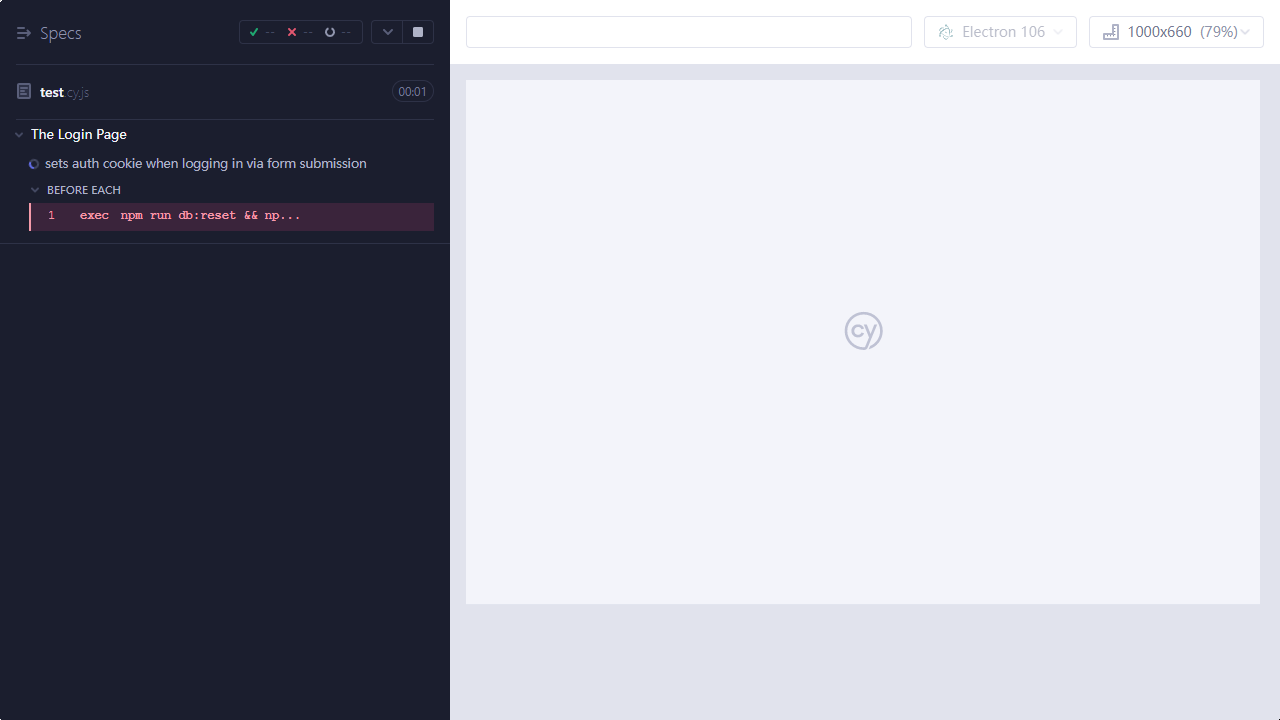 Specs
-- -- --
Electron 106
1000x660 (79%)
test.cy.js
00:01
The Login Page
sets auth cookie when logging in via form submission
BEFORE EACH
1 exec npm run db:reset && np...
cy